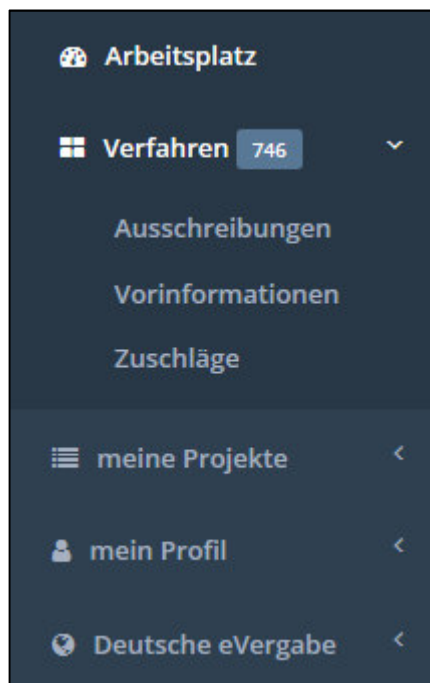 Arbeitsplatz
Verfahren 746
Ausschreibungen
Vorinformationen
Zuschläge
meine Projekte
mein Profil
Deutsche eVergabe